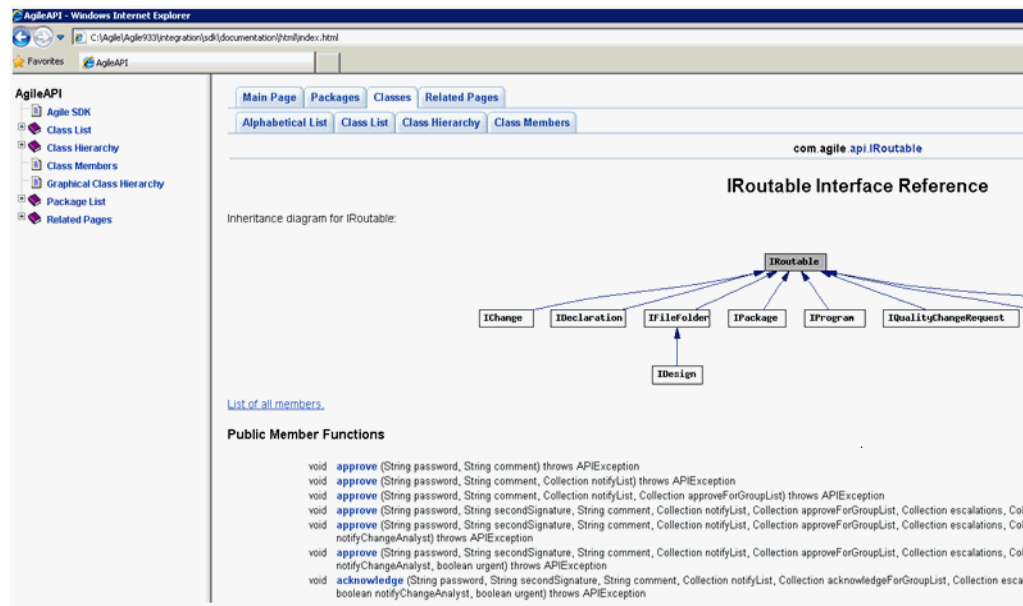 AgileAPI - Windows Internet Explorer
C:\Agile\Agile933\integration\sdk\documentation\html\index.html
Favorites AgileAPI
AgileAPI
Agile SDK
Class List
Class Hierarchy
Class Members
Graphical Class Hierarchy
Package List
Related Pages
Main Page Packages Classes Related Pages
Alphabetical List Class List Class Hierarchy Class Members
com.agile.api.IRoutable
IRoutable Interface Reference
Inheritance diagram for IRoutable:
IRoutable
IChange IDeclaration IFileFolder IPackage IProgram IQualityChangeRequest
IDesign
List of all members.
Public Member Functions
void approve (String password, String comment) throws APIException
void approve (String password, String comment, Collection notifyList) throws APIException
void approve (String password, String comment, Collection notifyList, Collection approveForGroupList) throws APIException
void approve (String password, String secondSignature, String comment, Collection notifyList, Collection approveForGroupList, Collection escalations, Col
void approve (String password, String secondSignature, String comment, Collection notifyList, Collection approveForGroupList, Collection escalations, Col
notifyChangeAnalyst) throws APIException
void approve (String password, String secondSignature, String comment, Collection notifyList, Collection approveForGroupList, Collection escalations, Col
notifyChangeAnalyst, boolean urgent) throws APIException
void acknowledge (String password, String secondSignature, String comment, Collection notifyList, Collection acknowledgeForGroupList, Collection esca
boolean notifyChangeAnalyst, boolean urgent) throws APIException